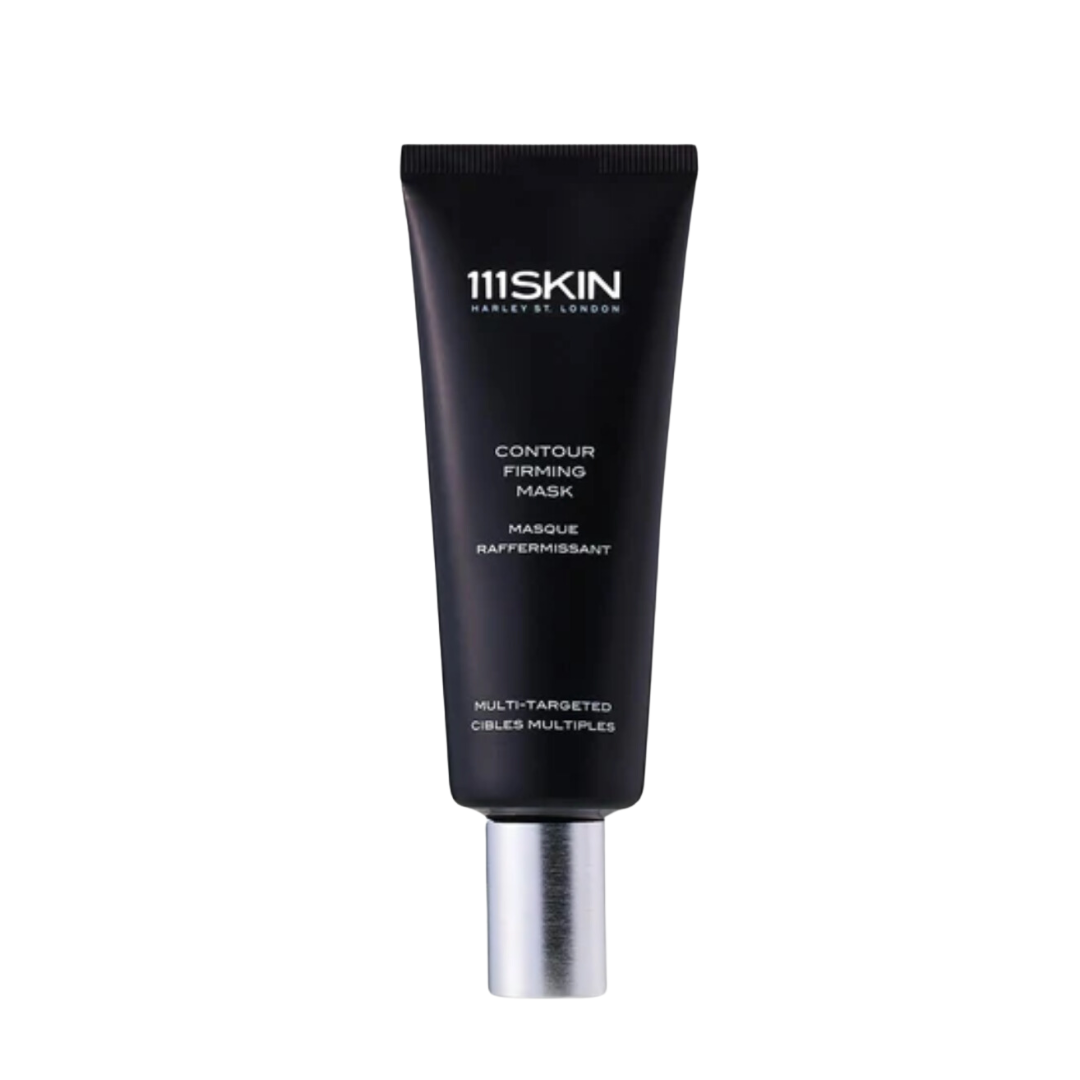 111SKIN
HARLEY ST. LONDON
CONTOUR
FIRMING
MASK
MASQUE
RAFFERMISSANT
MULTI-TARGETED
CIBLES MULTIPLES